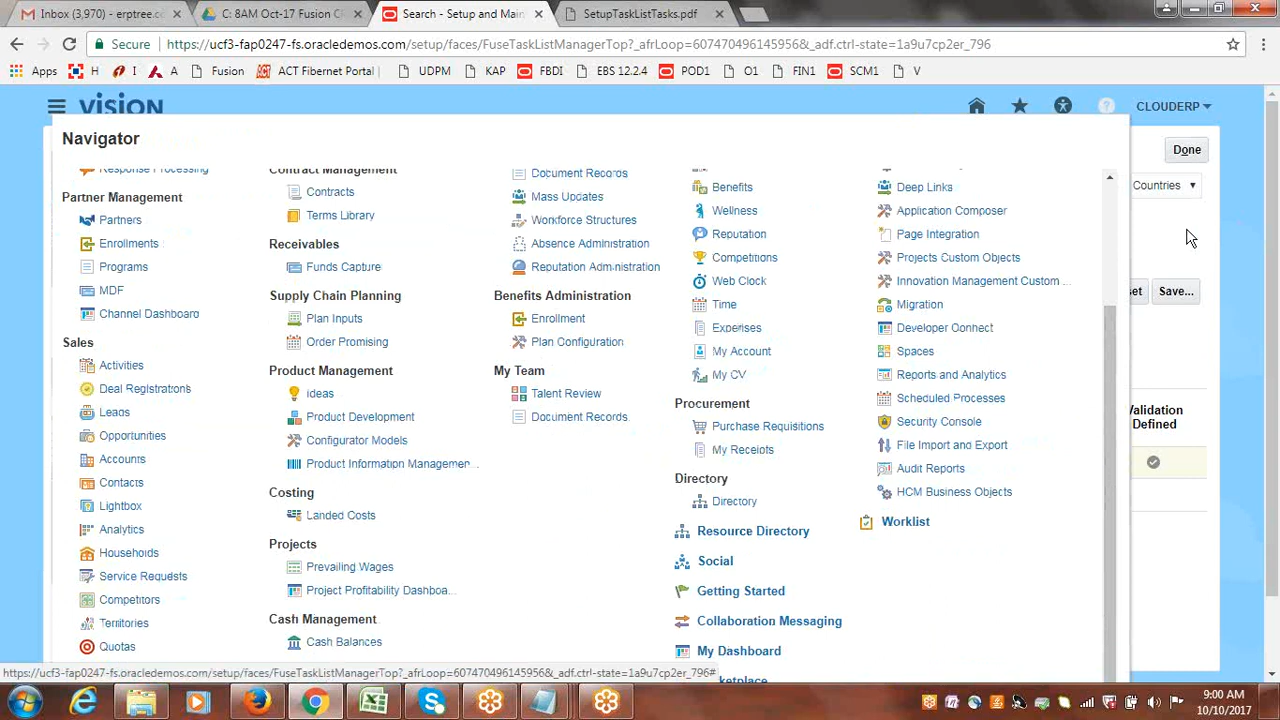 Inbox (3,970) - erptree.co
C: 8AM Oct-17 Fusion C
Search - Setup and Main
SetupTaskListTasks.pdf
Secure
https://ucf3-fap0247-fs.oracledemos.com/setup/faces/FuseTaskListManagerTop?_afrLoop=6074704961459556&_adf.ctrl-state=1a9u7cp2er_796
Apps H I A Fusion ACT Fibernet Portal UDPM KAP FBDI EBS 12.2.4 POD1 O1 FIN1 SCM1 V
VISION
CLOUDERP
Navigator
Done
Countries
Save...
Validation
Defined
Response Processing
Partner Management
Partners
Enrollments
Programs
MDF
Channel Dashboard
Sales
Activities
Deal Registrations
Leads
Opportunities
Accounts
Contacts
Lightbox
Analytics
Households
Service Requests
Competitors
Territories
Quotas
Contract Management
Contracts
Terms Library
Receivables
Funds Capture
Supply Chain Planning
Plan Inputs
Order Promising
Product Management
Ideas
Product Development
Configurator Models
Product Information Managemen...
Costing
Landed Costs
Projects
Prevailing Wages
Project Profitability Dashboa...
Cash Management
Cash Balances
Document Records
Mass Updates
Workforce Structures
Absence Administration
Reputation Administration
Benefits Administration
Enrollment
Plan Configuration
My Team
Talent Review
Document Records
Benefits
Wellness
Reputation
Competitions
Web Clock
Time
Expenses
My Account
My CV
Procurement
Purchase Requisitions
My Receipts
Directory
Directory
Resource Directory
Social
Getting Started
Collaboration Messaging
My Dashboard
Deep Links
Application Composer
Page Integration
Projects Custom Objects
Innovation Management Custom ...
Migration
Developer Connect
Spaces
Reports and Analytics
Scheduled Processes
Security Console
File Import and Export
Audit Reports
HCM Business Objects
Worklist
https://ucf3-fap0247-fs.oracledemos.com/setup/faces/FuseTaskListManagerTop?_afrLoop=6074704961459556&_adf.ctrl-state=1a9u7cp2er_796#
9:00 AM
10/10/2017